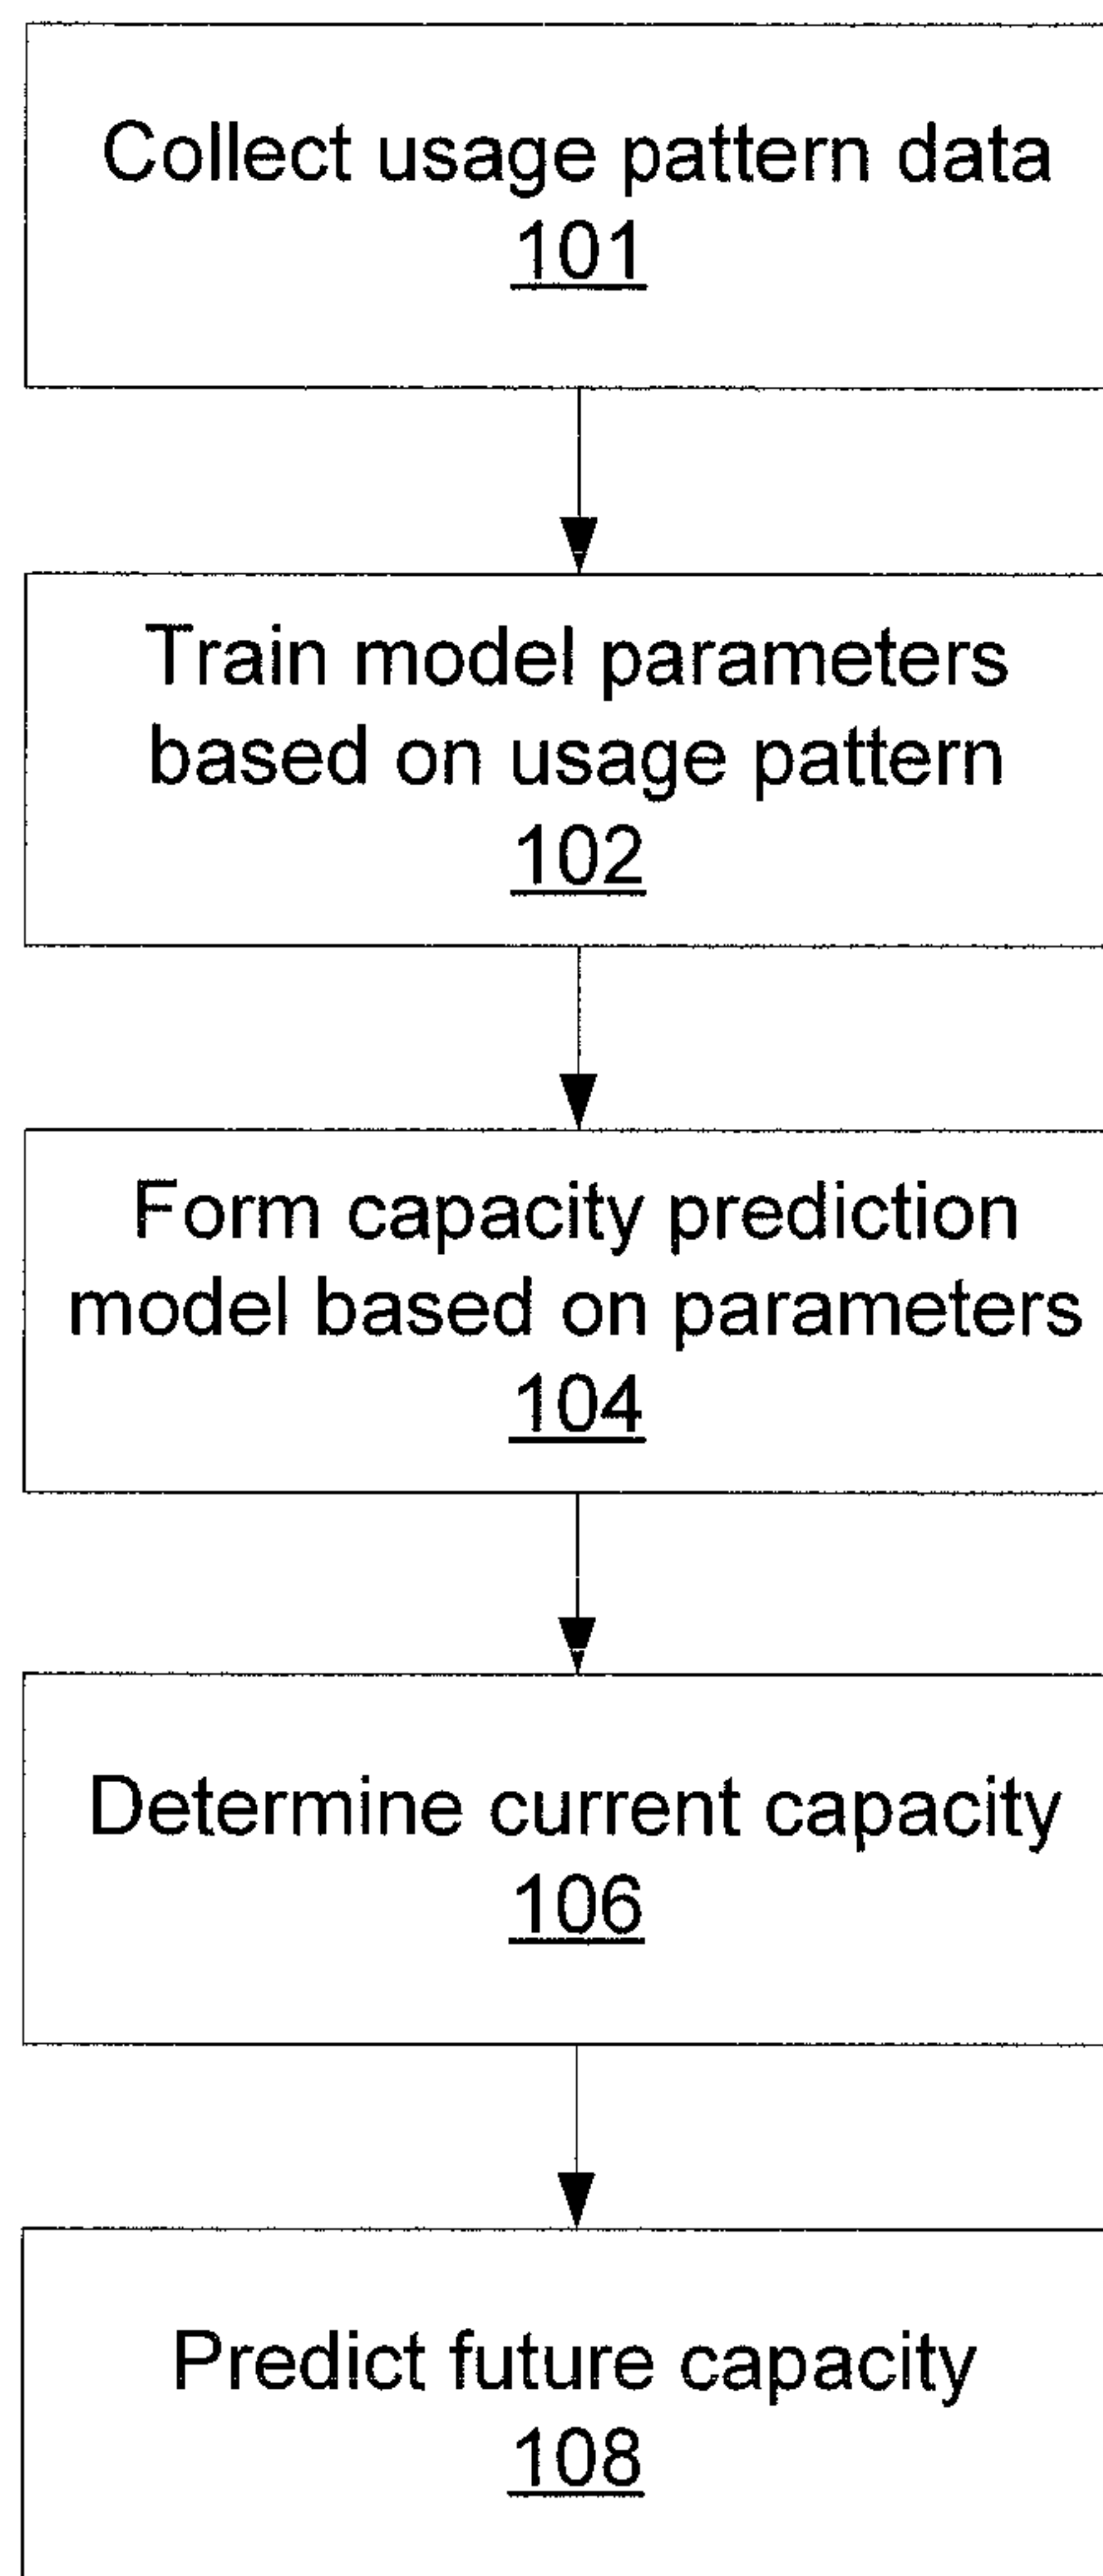 Collect usage pattern data
101
Train model parameters
based on usage pattern
102
Form capacity prediction
model based on parameters
104
Determine current capacity
106
Predict future capacity
108